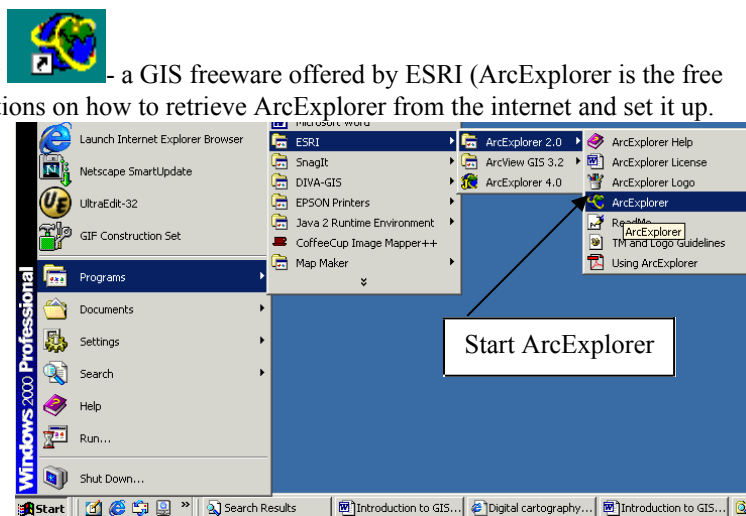 - a GIS freeware offered by ESRI (ArcExplorer is the free
tions on how to retrieve ArcExplorer from the internet and set it up.
Launch Internet Explorer Browser
Netscape SmartUpdate
UltraEdit-32
GIF Construction Set
Programs
Documents
Settings
Search
Help
Run...
Shut Down...
Windows 2000 Professional
Microsoft Word
ESRI
SnagIt
DIVA-GIS
EPSON Printers
Java 2 Runtime Environment
CoffeeCup Image Mapper++
Map Maker
ArcExplorer 2.0
ArcView GIS 3.2
ArcExplorer 4.0
ArcExplorer Help
ArcExplorer License
ArcExplorer Logo
ArcExplorer
ReadMe
ArcExplorer
TM and Logo Guidelines
Using ArcExplorer
Start ArcExplorer
Start
Search Results
Introduction to GIS...
Digital cartography...
Introduction to GIS...